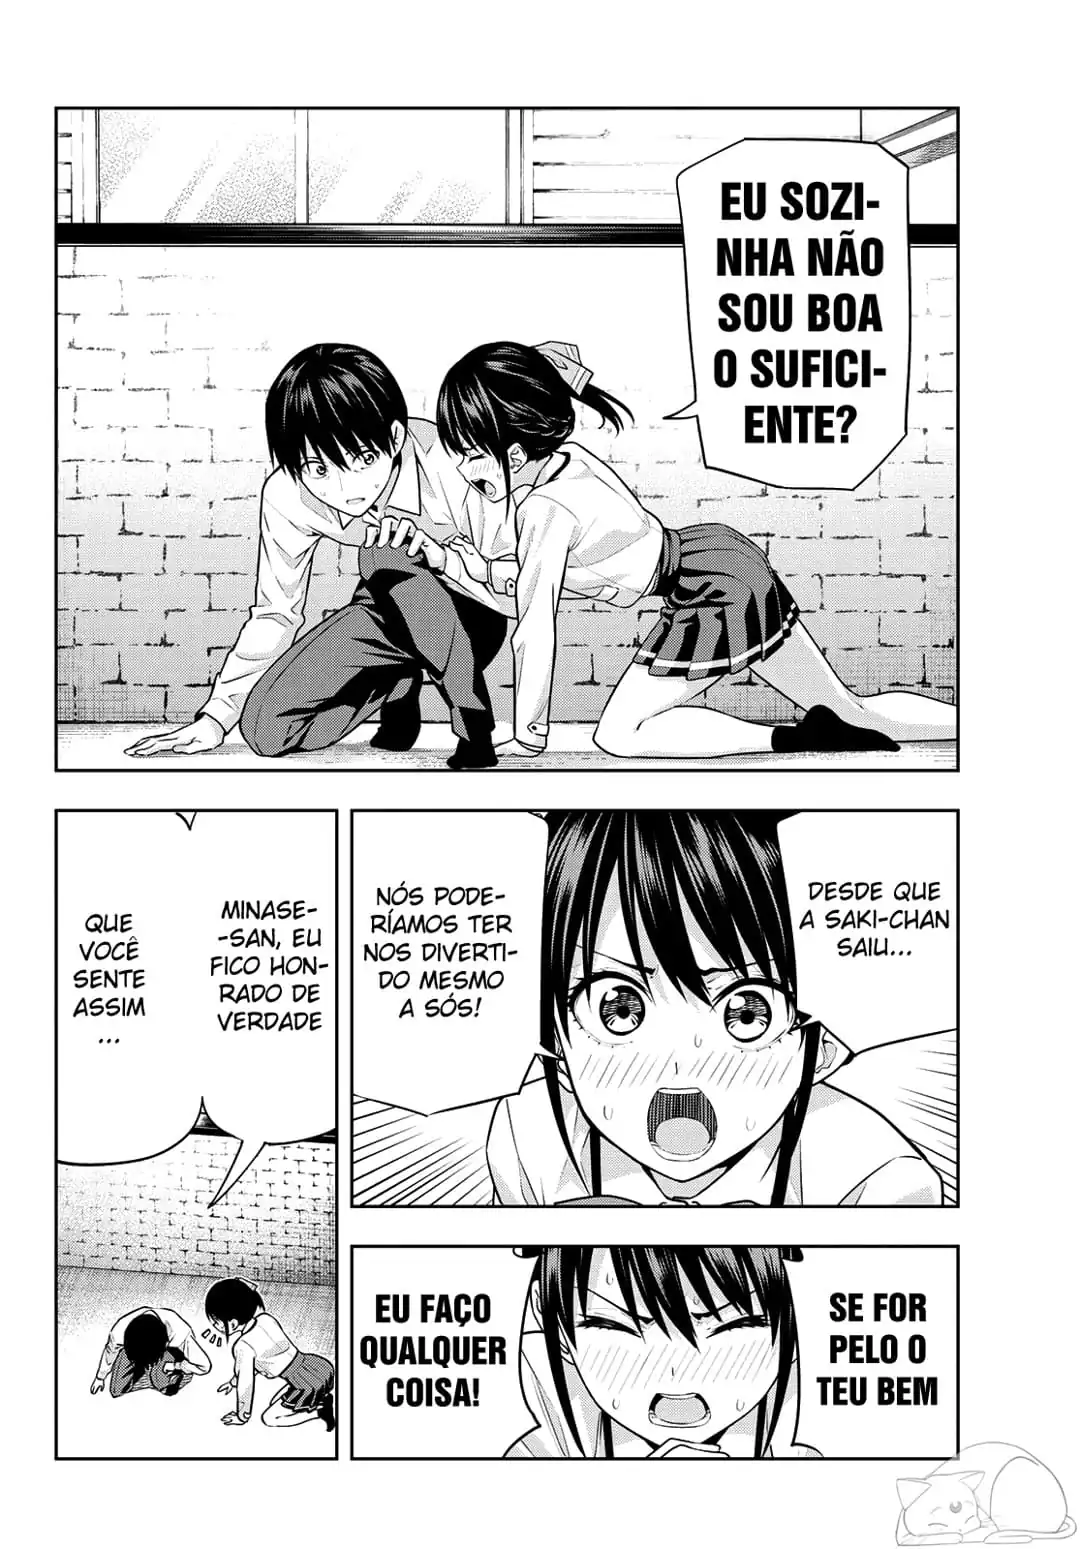 EU SOZI-
NHA NÃO
SOU BOA
O SUFICI-
ENTE?
DESDE QUE
A SAKI-CHAN
SAIU...
NÓS PODE-
RÍAMOS TER
NOS DIVERTI-
DO MESMO
A SÓS!
SE FOR
PELO O
TEU BEM
EU FAÇO
QUALQUER
COISA!
MINASE-
-SAN, EU
FICO HON-
RADO DE
VERDADE
QUE
VOCÊ
SENTE
ASSIM
...